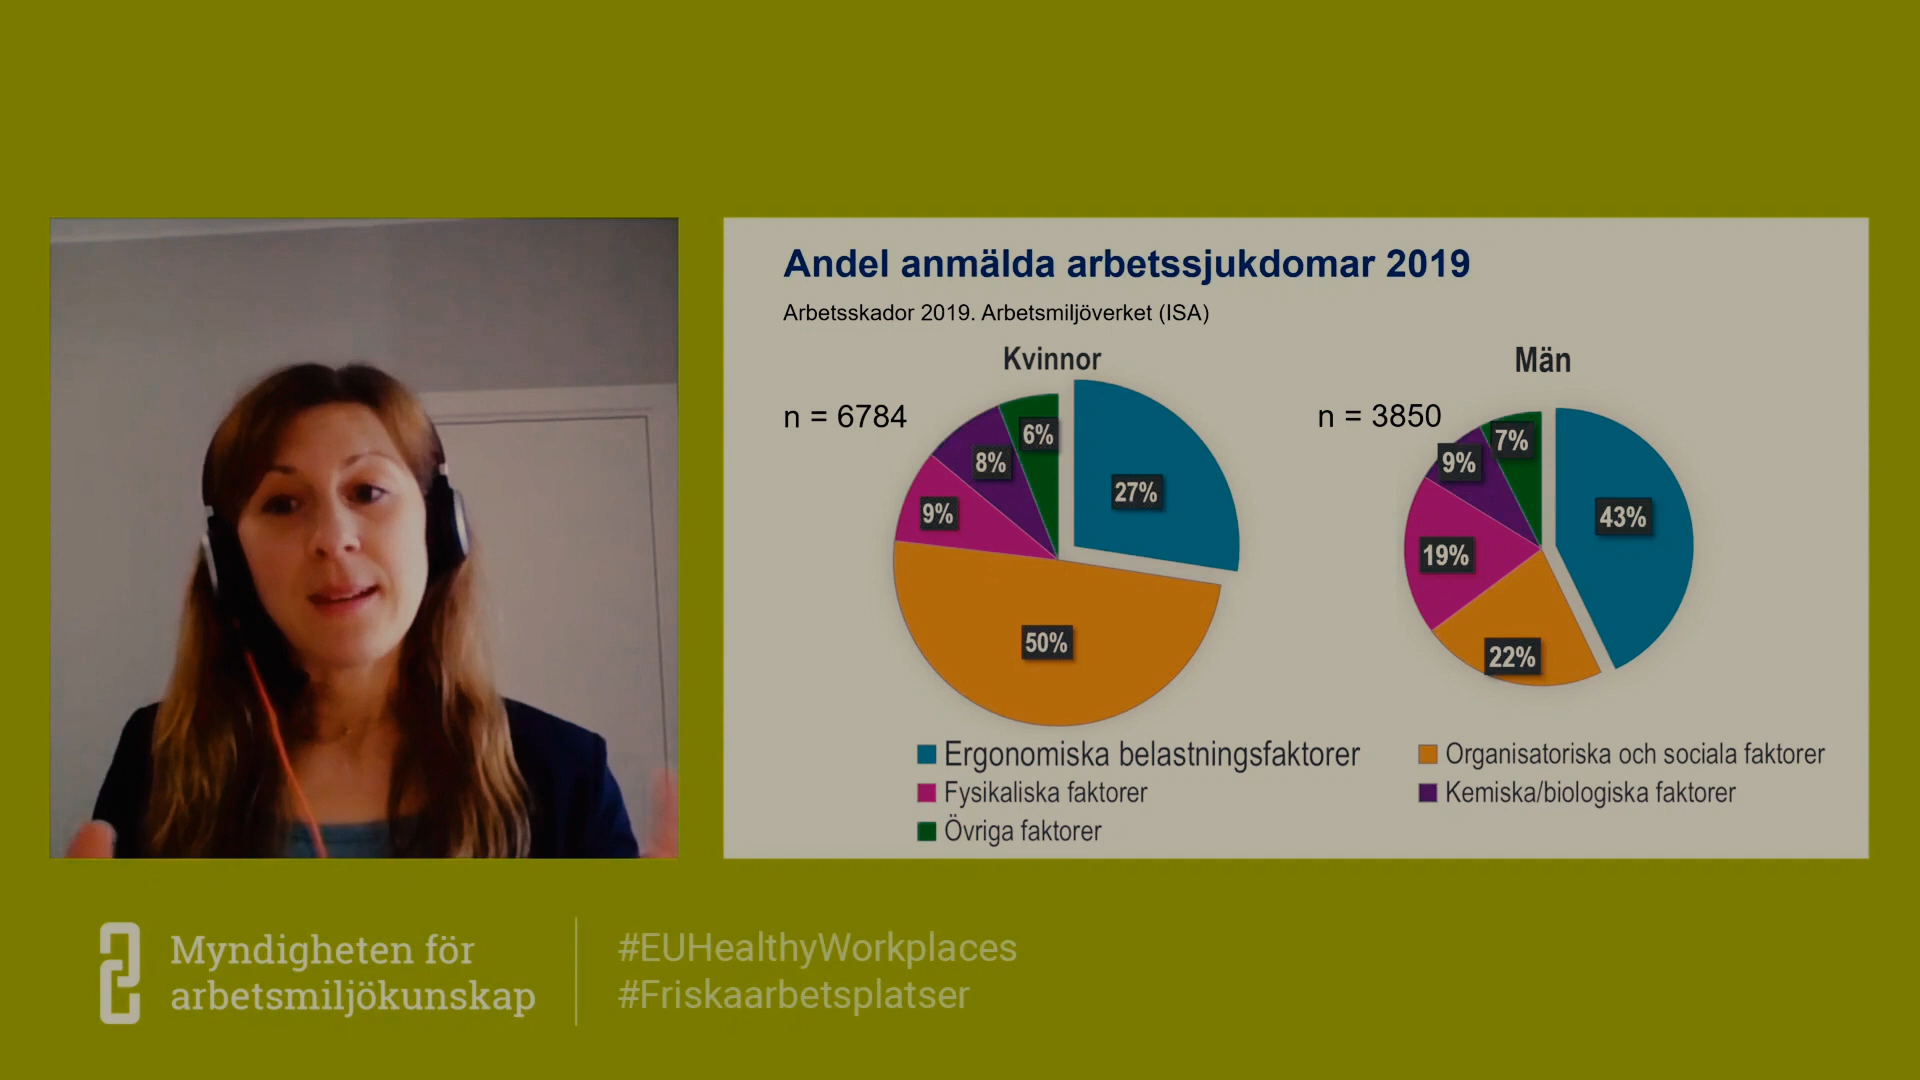 Andel anmälda arbetssjukdomar 2019
Arbetsskador 2019. Arbetsmiljöverket (ISA)
Kvinnor
n = 6784
6%
8%
9%
27%
50%
Män
n = 3850
7%
9%
19%
43%
22%
Ergonomiska belastningsfaktorer
Organisatoriska och sociala faktorer
Fysikaliska faktorer
Kemiska/biologiska faktorer
Övriga faktorer
Myndigheten för
arbetsmiljökunskap
#EUHealthyWorkplaces
#Friskaarbetsplatser